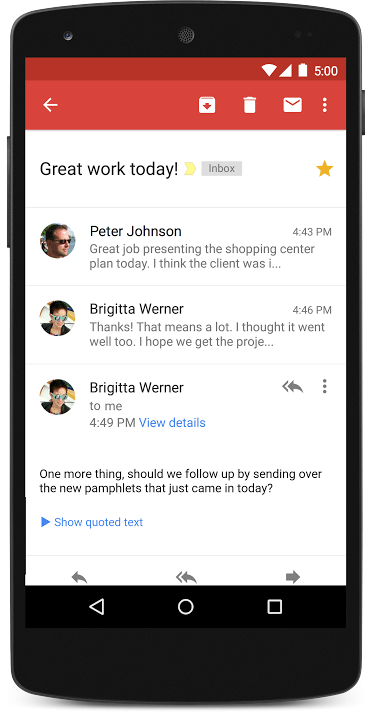 5:00
Great work today! Inbox
Peter Johnson 4:43 PM
Great job presenting the shopping center
plan today. I think the client was i...
Brigitta Werner 4:46 PM
Thanks! That means a lot. I thought it went
well too. I hope we get the proje...
Brigitta Werner
to me
4:49 PM View details
One more thing, should we follow up by sending over
the new pamphlets that just came in today?
Show quoted text